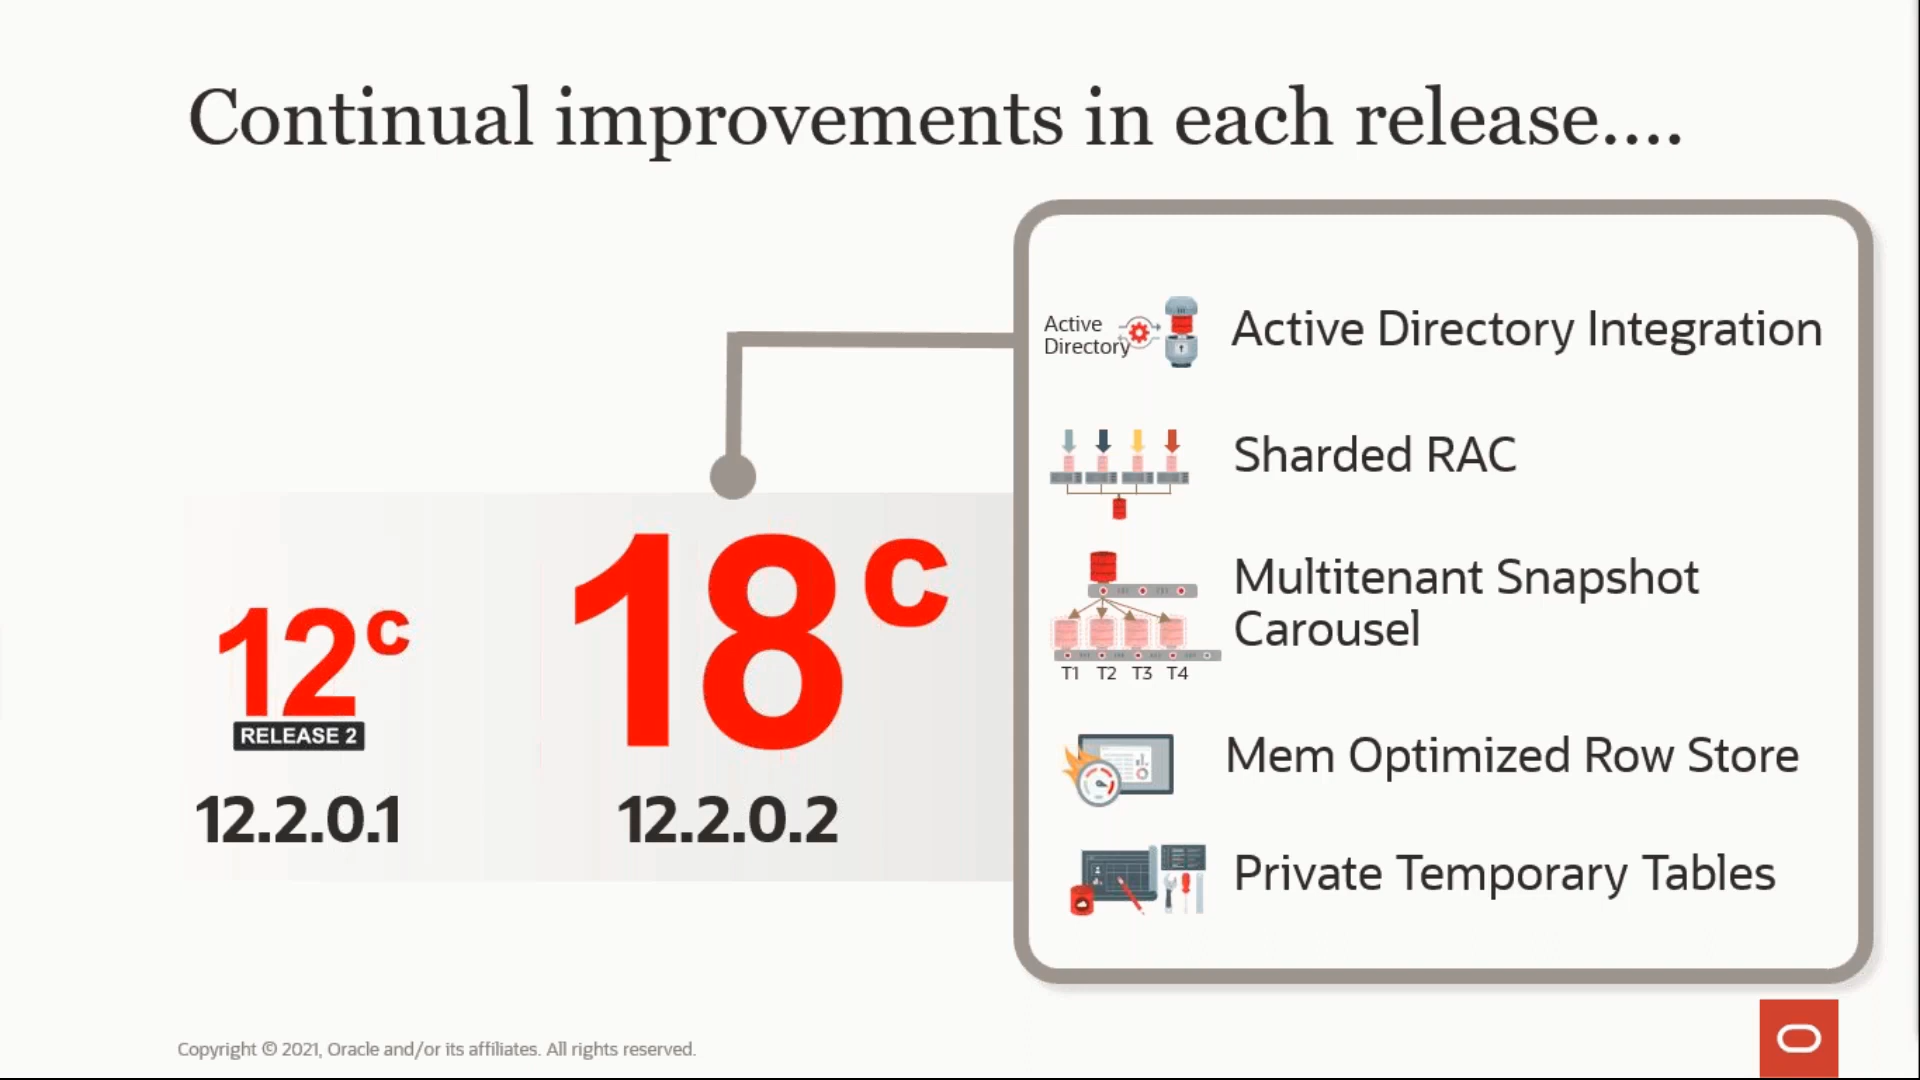 Continual improvements in each release....
Active
Directory
Active Directory Integration
Sharded RAC
Multitenant Snapshot
Carousel
T1 T2 T3 T4
Mem Optimized Row Store
Private Temporary Tables
12c
RELEASE 2
12.2.0.1
18c
12.2.0.2
Copyright © 2021, Oracle and/or its affiliates. All rights reserved.